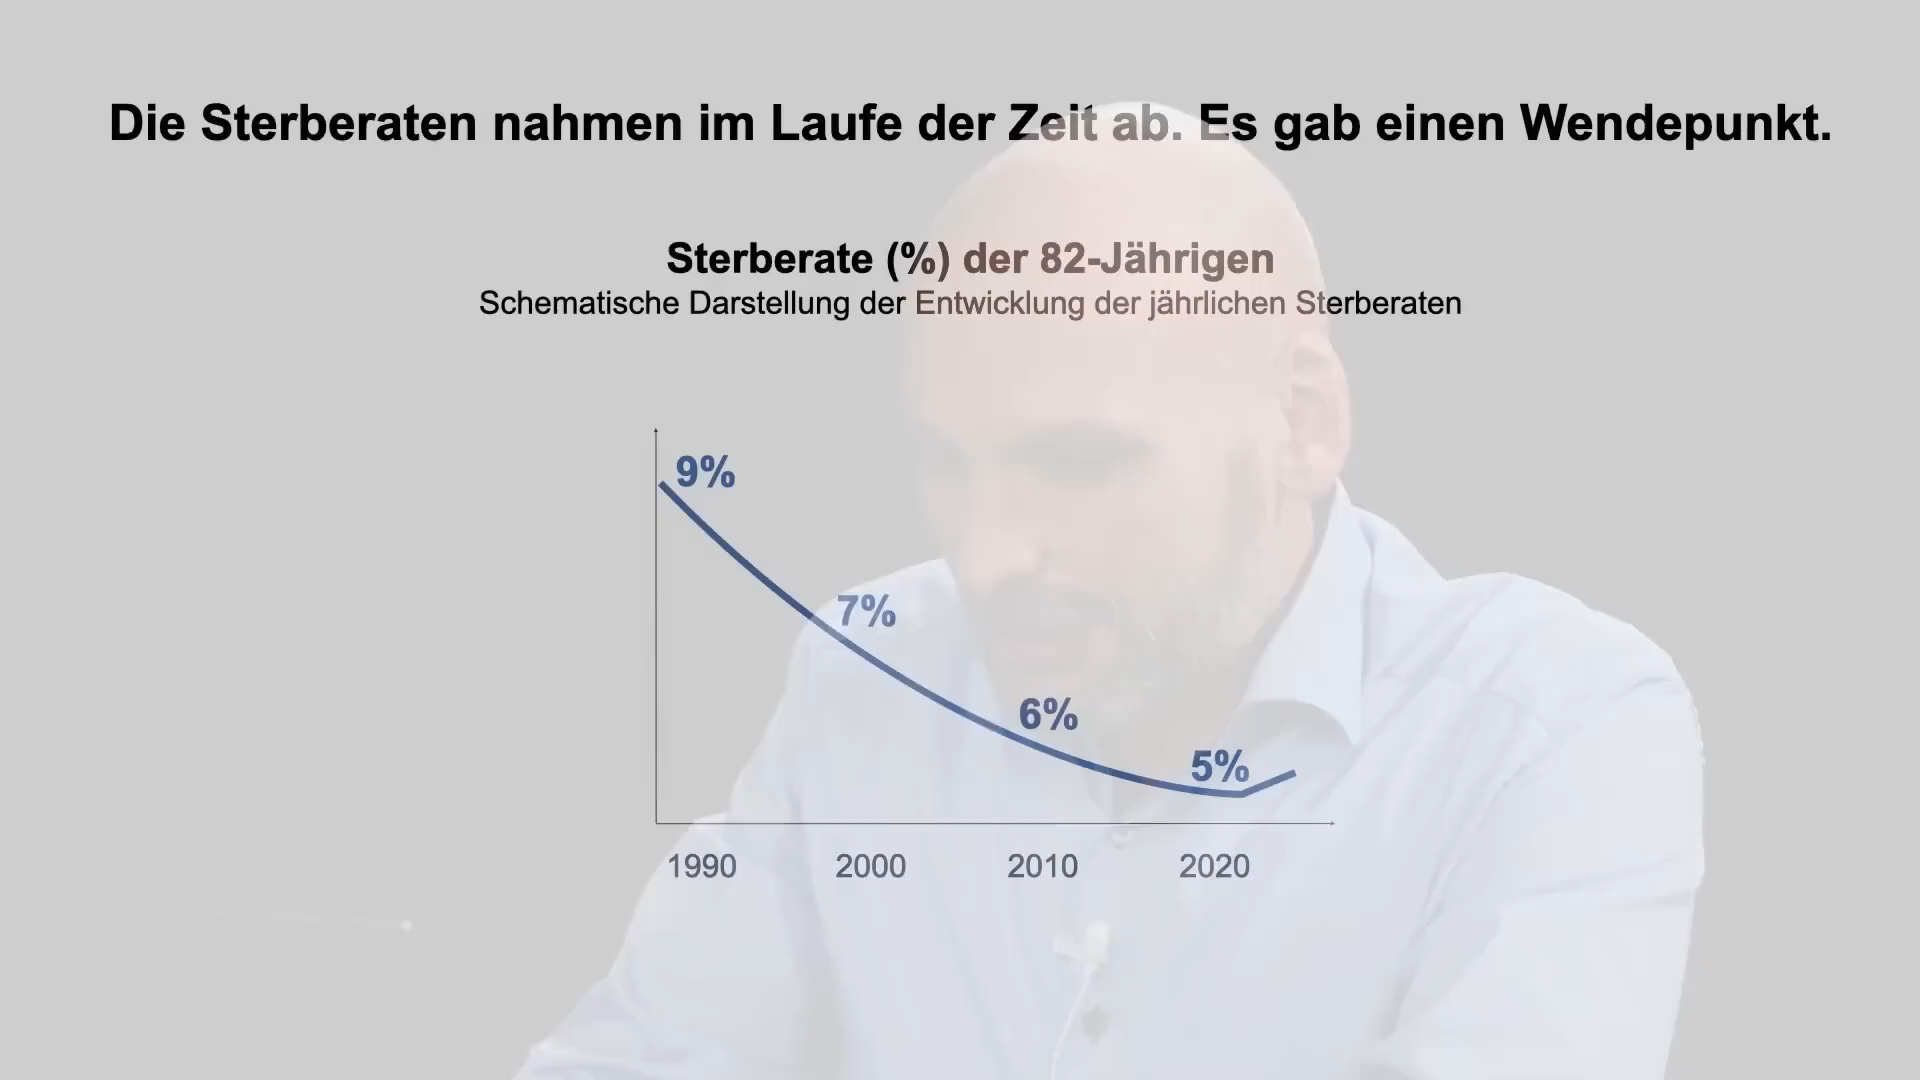 Die Sterberaten nahmen im Laufe der Zeit ab. Es gab einen Wendepunkt.
Sterberate (%) der 82-Jährigen
Schematische Darstellung der Entwicklung der jährlichen Sterberaten
9%
7%
6%
5%
1990 2000 2010 2020